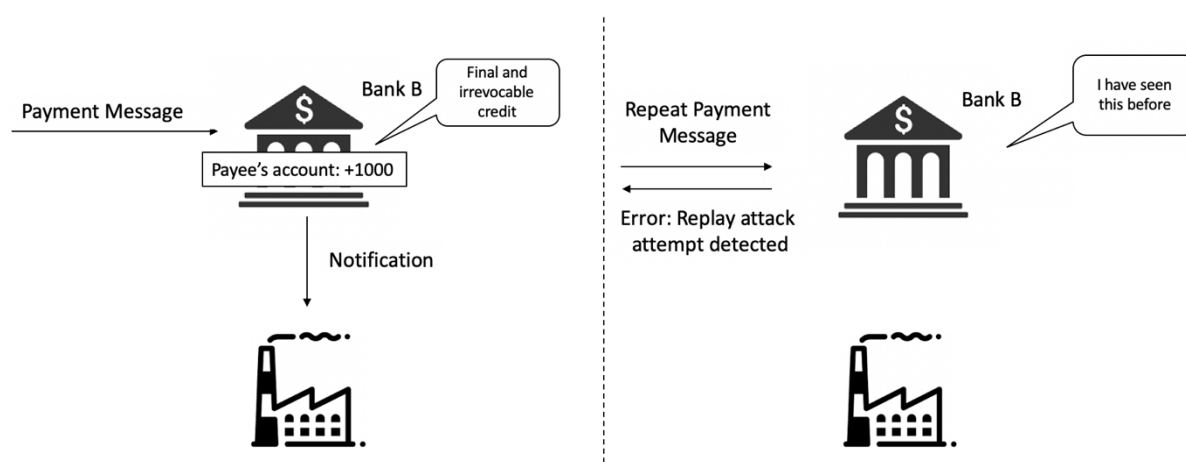 Payment Message
$
Bank B
Final and
irrevocable
credit
Payee's account: +1000
Notification
Repeat Payment
Message
Error: Replay attack
attempt detected
$
Bank B
I have seen
this before